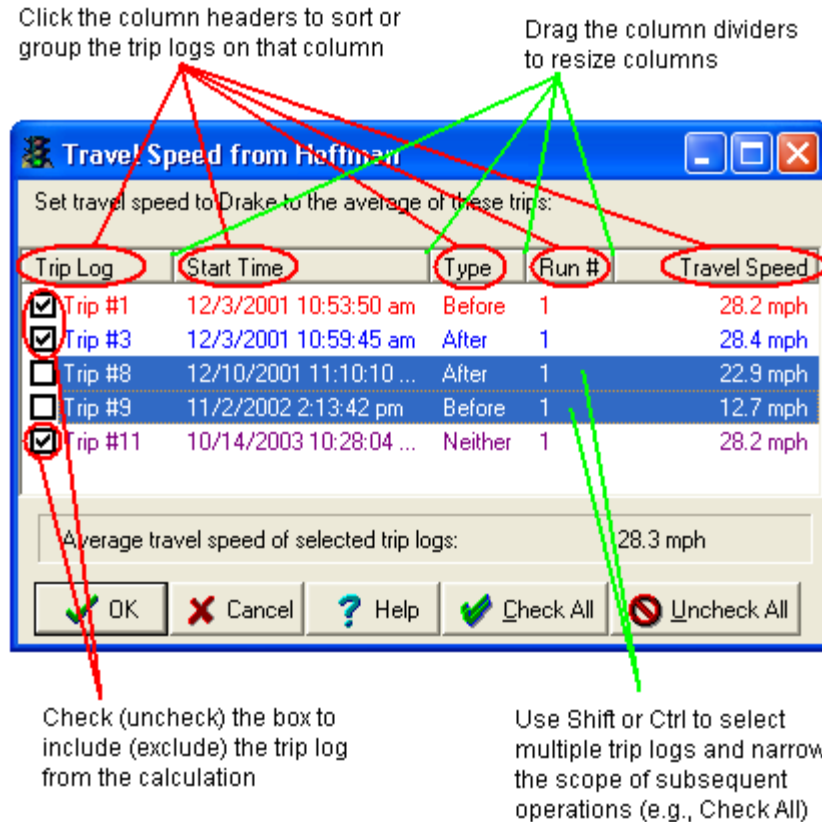 Click the column headers to sort or
group the trip logs on that column
Drag the column dividers
to resize columns
Travel Speed from Hoffman
Set travel speed to Drake to the average of these trips:
Trip Log Start Time Type Run # Travel Speed
Trip #1 12/3/2001 10:53:50 am Before 1 28.2 mph
Trip #3 12/3/2001 10:59:45 am After 1 28.4 mph
Trip #8 12/10/2001 11:10:10 ... After 1 22.9 mph
Trip #9 11/2/2002 2:13:42 pm Before 1 12.7 mph
Trip #11 10/14/2003 10:28:04 ... Neither 1 28.2 mph
Average travel speed of selected trip logs: 28.3 mph
OK Cancel ? Help Check All Uncheck All
Check (uncheck) the box to
include (exclude) the trip log
from the calculation
Use Shift or Ctrl to select
multiple trip logs and narrow
the scope of subsequent
operations (e.g., Check All)